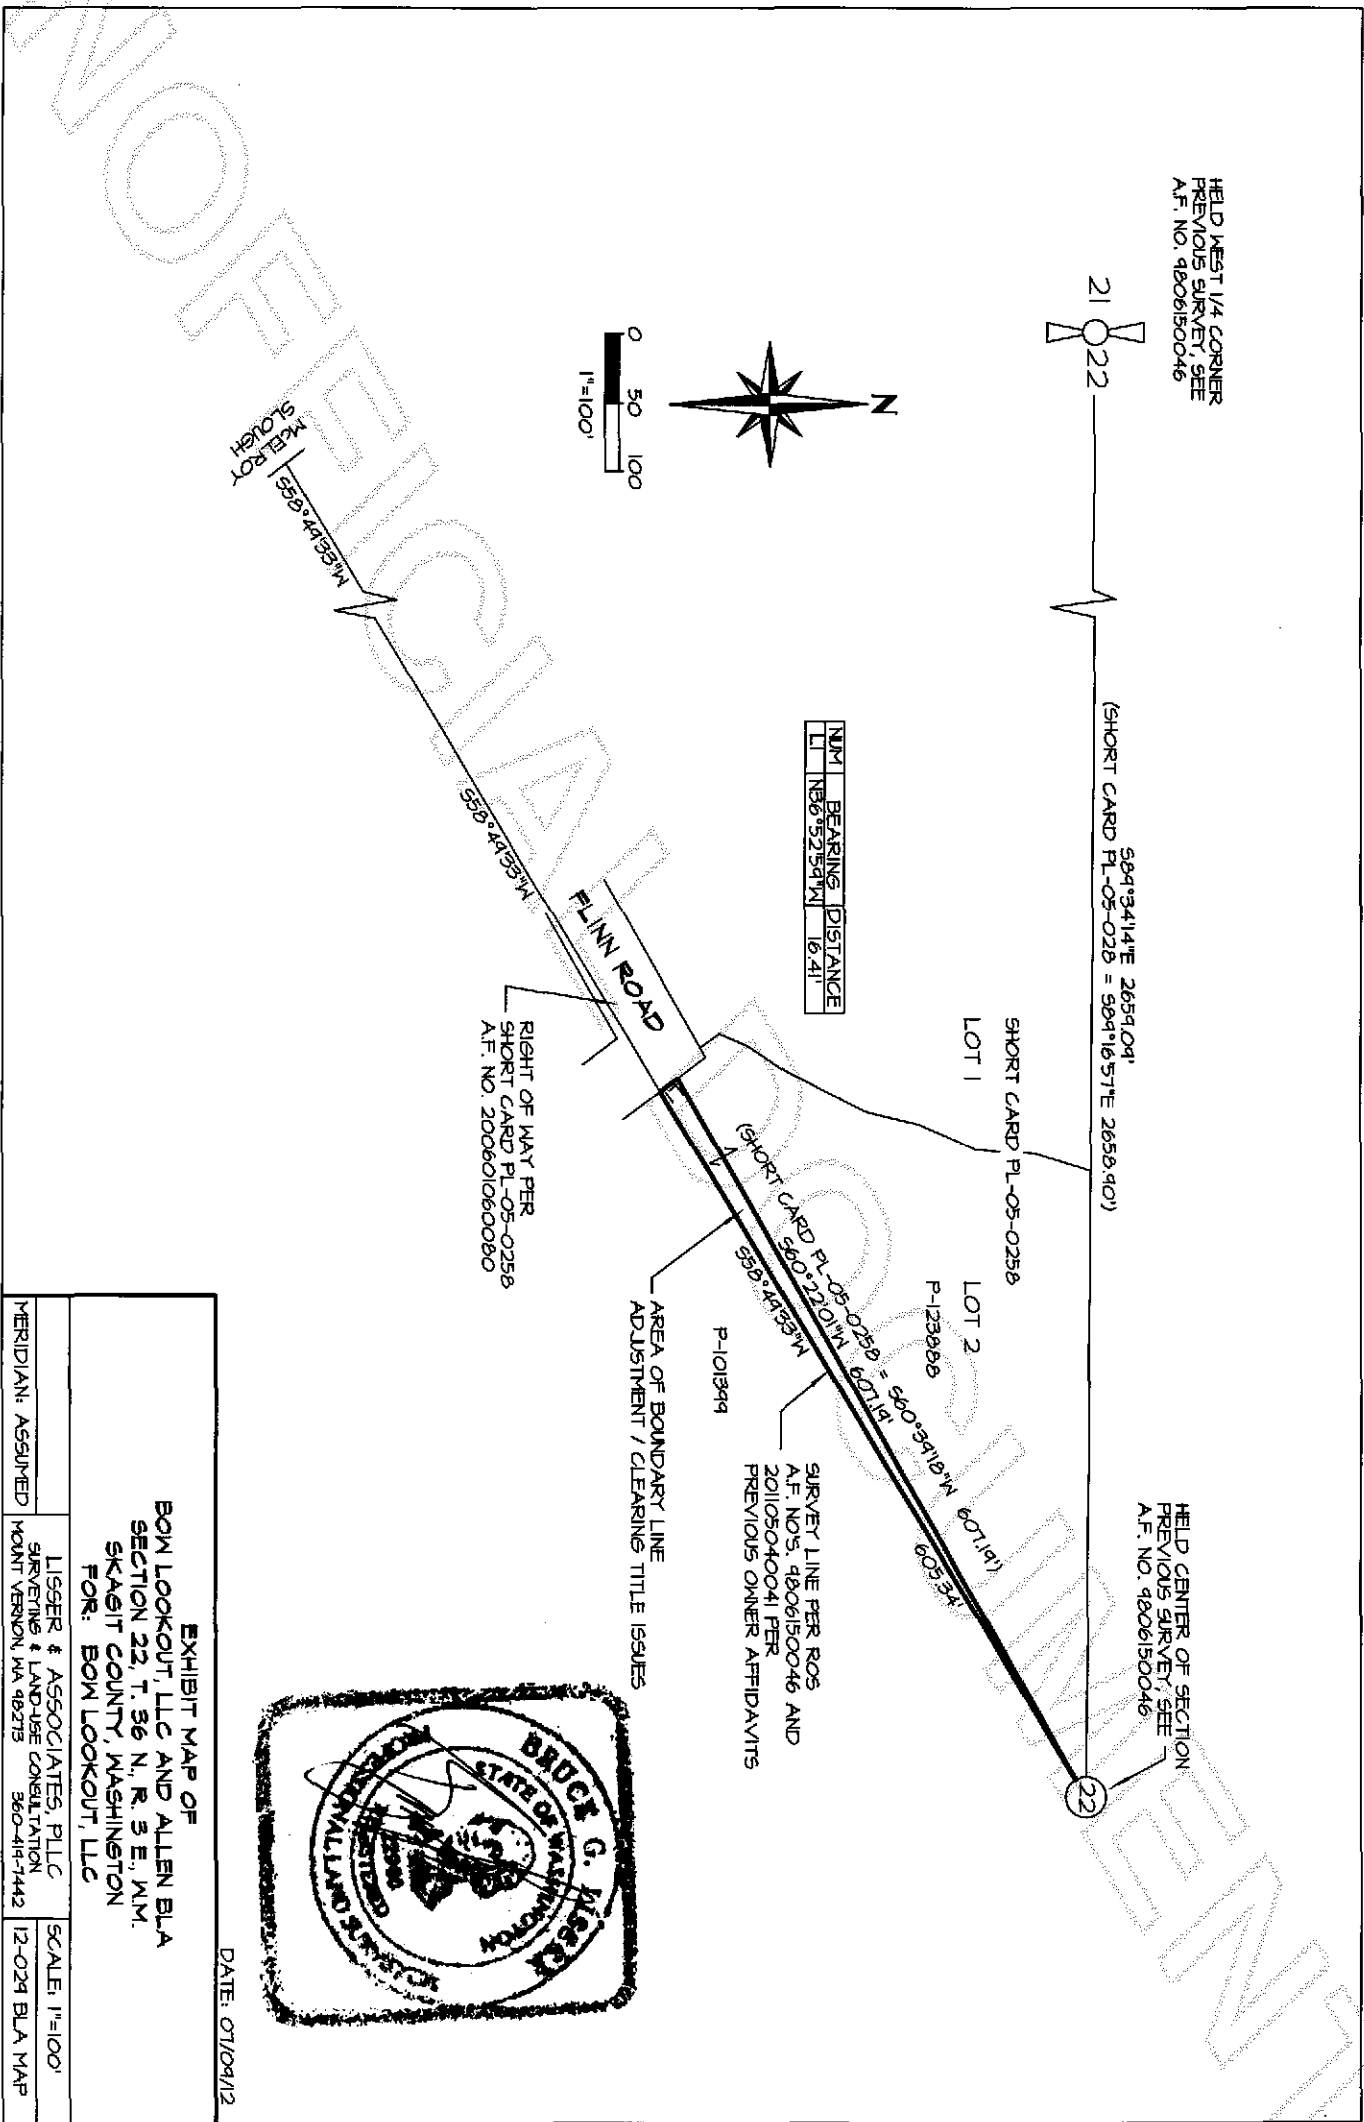 HELD WEST 1/4 CORNER
PREVIOUS SURVEY, SEE
A.F. NO. 9806150046
21
22
S89°34'14"E 2659.09'
(SHORT CARD PL-05-028 = S89°16'57"E 2658.90')
HELD CENTER OF SECTION
PREVIOUS SURVEY, SEE
A.F. NO. 9806150046
22
N
0 50 100
1"=100'
NUM BEARING DISTANCE
L1 N36°52'59"W 16.41'
SHORT CARD PL-05-0258
LOT 1
LOT 2
P-123888
(SHORT CARD PL-05-0258 = S60°39'18"W 607.19')
S60°22'01"W 607.19'
S58°49'33"W 605.34'
L1
SURVEY LINE PER ROS
A.F. NO'S. 9806150046 AND
201105040041 PER
PREVIOUS OWNER AFFIDAVITS
P-101399
AREA OF BOUNDARY LINE
ADJUSTMENT / CLEARING TITLE ISSUES
FLINN ROAD
RIGHT OF WAY PER
SHORT CARD PL-05-0258
A.F. NO. 200601060080
S58°49'33"W
S58°49'33"W
McELROY
SLOUGH
UNOFFICIAL DOCUMENT
BRUCE G. LISSER
STATE OF WASHINGTON
REGISTERED
PROFESSIONAL LAND SURVEYOR
DATE: 07/09/12
EXHIBIT MAP OF
BOW LOOKOUT, LLC AND ALLEN BLA
SECTION 22, T. 36 N., R. 3 E., W.M.
SKAGIT COUNTY, WASHINGTON
FOR: BOW LOOKOUT, LLC
LISSER & ASSOCIATES, PLLC
SURVEYING & LAND-USE CONSULTATION
MOUNT VERNON, WA 98273 360-419-7442
SCALE: 1"=100'
MERIDIAN: ASSUMED
12-029 BLA MAP